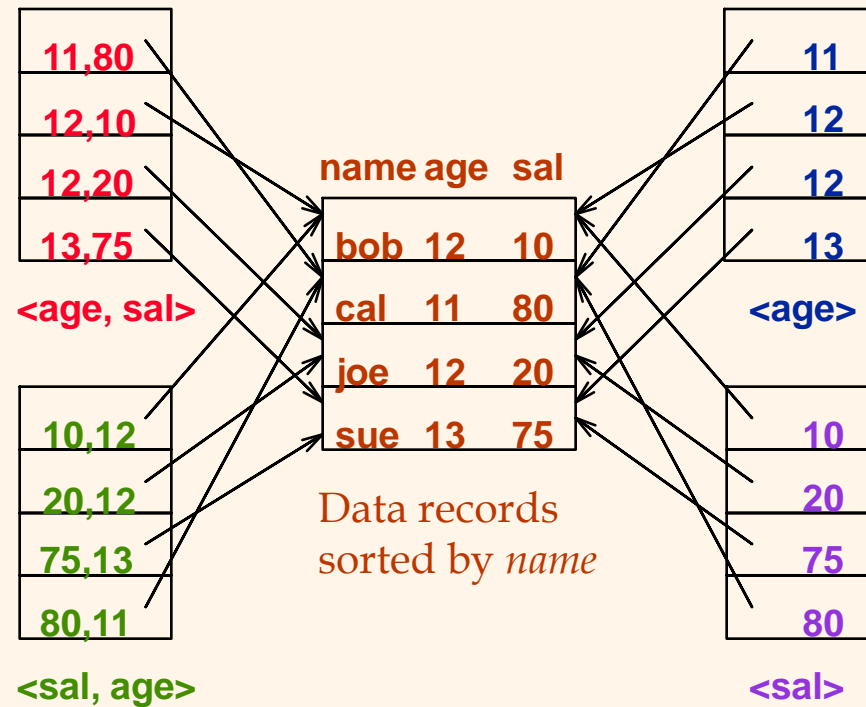 11,80
12,10
12,20
13,75
<age, sal>
10,12
20,12
75,13
80,11
<sal, age>
name age sal
bob 12 10
cal 11 80
joe 12 20
sue 13 75
Data records
sorted by name
11
12
12
13
<age>
10
20
75
80
<sal>